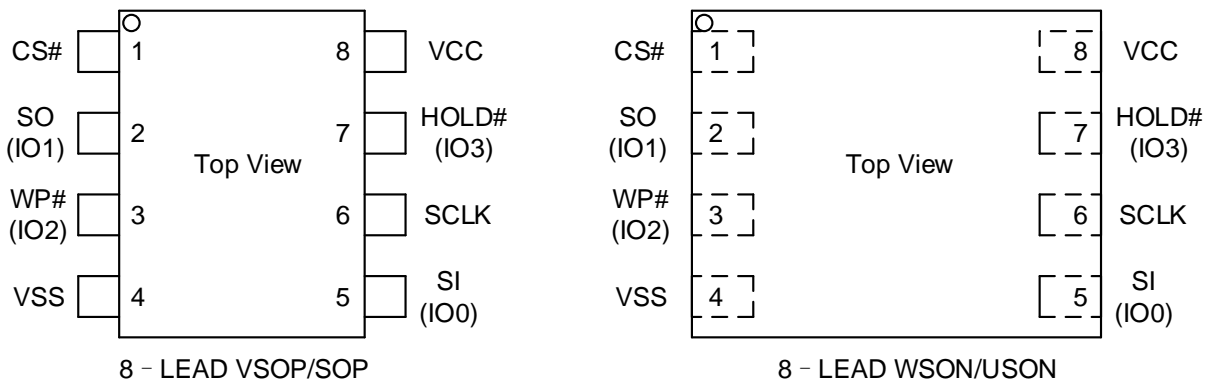 CS#
1
8
VCC
SO
(IO1)
2
7
HOLD#
(IO3)
Top View
WP#
(IO2)
3
6
SCLK
VSS
4
5
SI
(IO0)
8 – LEAD VSOP/SOP
CS#
1
8
VCC
SO
(IO1)
2
7
HOLD#
(IO3)
Top View
WP#
(IO2)
3
6
SCLK
VSS
4
5
SI
(IO0)
8 – LEAD WSON/USON